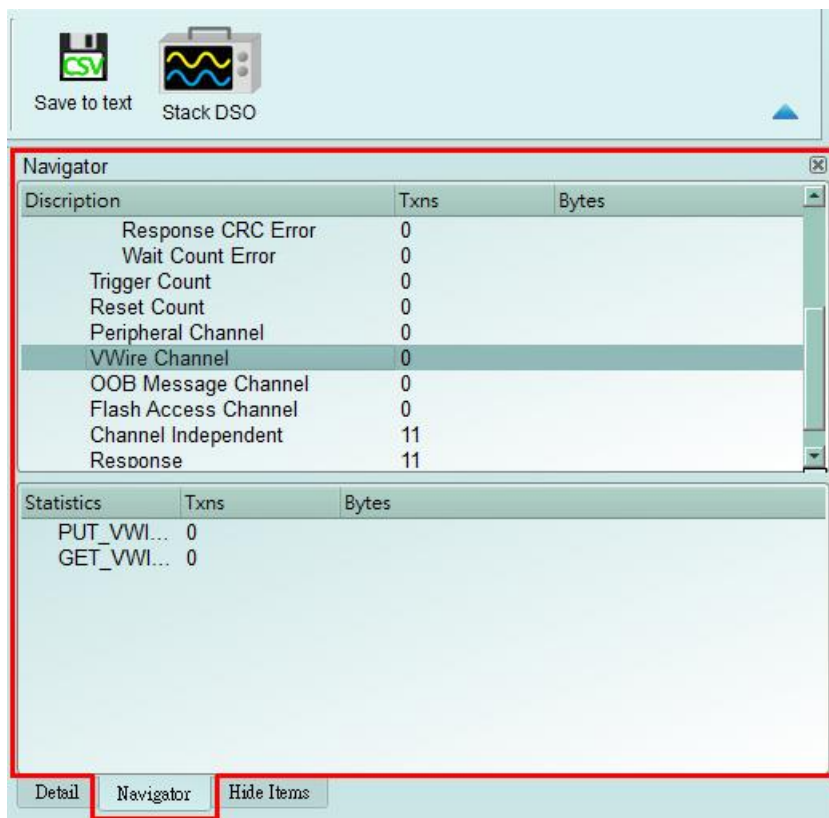 CSV
Save to text
Stack DSO
Navigator
Discription Txns Bytes
Response CRC Error 0
Wait Count Error 0
Trigger Count 0
Reset Count 0
Peripheral Channel 0
VWire Channel 0
OOB Message Channel 0
Flash Access Channel 0
Channel Independent 11
Response 11
Statistics Txns Bytes
PUT_VWI... 0
GET_VWI... 0
Detail Navigator Hide Items